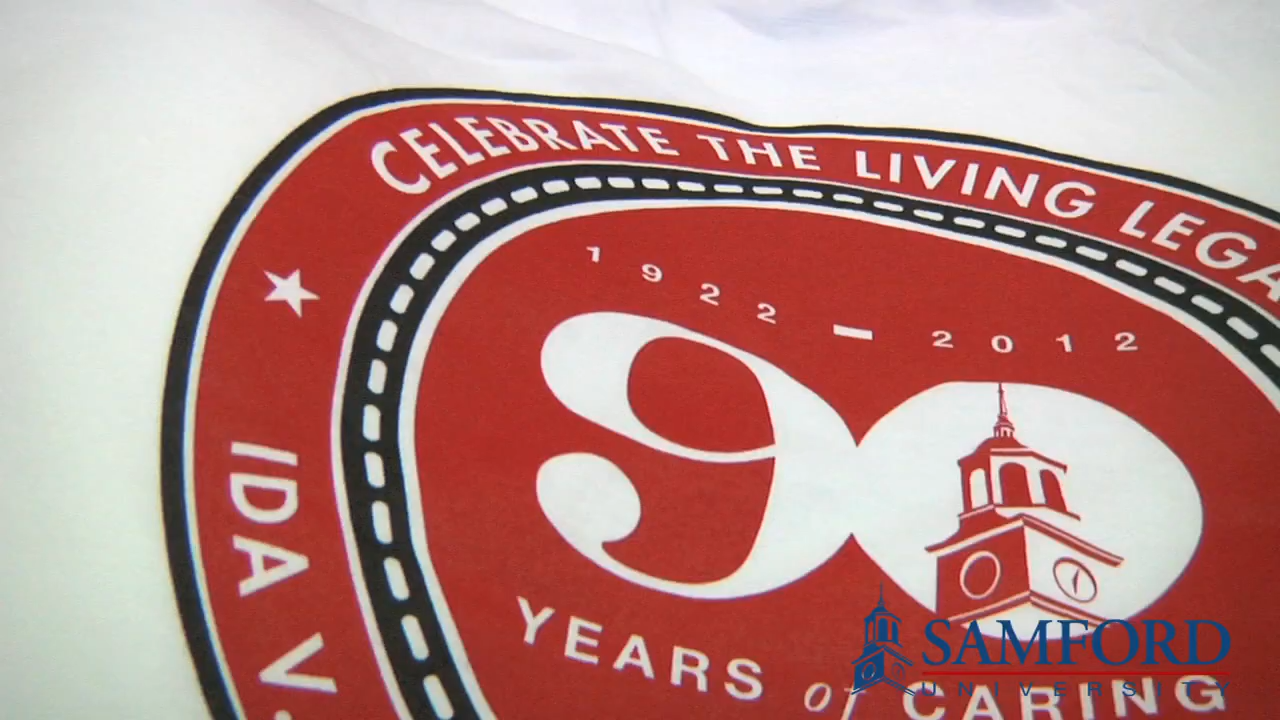 CELEBRATE THE LIVING LEGA
1922-2012
90
YEARS of CARING
IDA V.
SAMFORD
UNIVERSITY